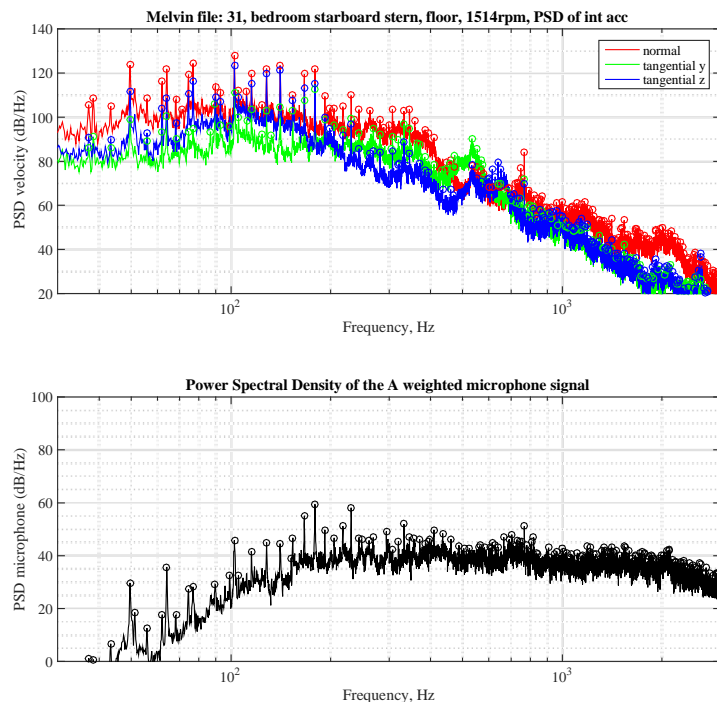 Melvin file: 31, bedroom starboard stern, floor, 1514rpm, PSD of int acc
140
120
100
80
60
40
20
PSD velocity (dB/Hz)
normal
tangential y
tangential z
10^2
10^3
Frequency, Hz
Power Spectral Density of the A weighted microphone signal
100
80
60
40
20
0
PSD microphone (dB/Hz)
10^2
10^3
Frequency, Hz